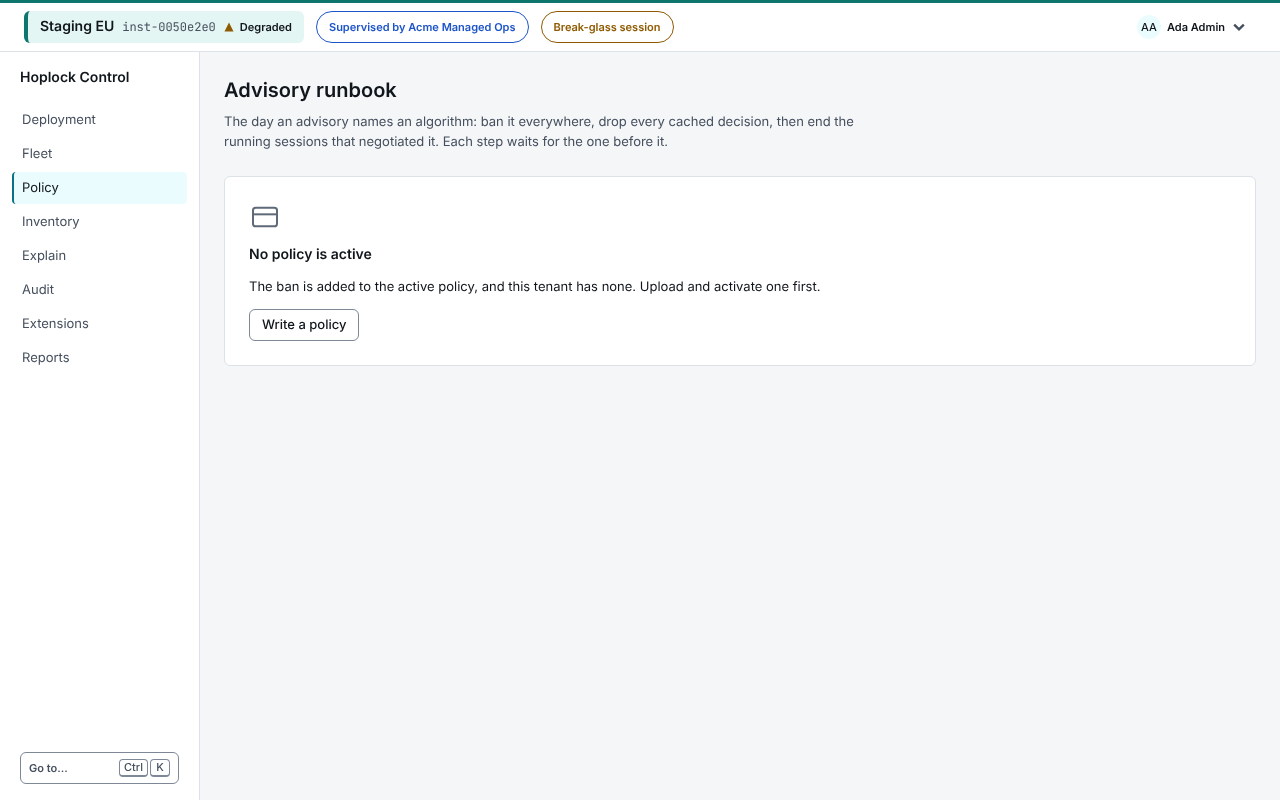 Staging EU inst-0050e2e0 Degraded
Supervised by Acme Managed Ops
Break-glass session
AA Ada Admin
Hoplock Control
Deployment
Fleet
Policy
Inventory
Explain
Audit
Extensions
Reports
Go to...
Ctrl K
Advisory runbook
The day an advisory names an algorithm: ban it everywhere, drop every cached decision, then end the
running sessions that negotiated it. Each step waits for the one before it.
No policy is active
The ban is added to the active policy, and this tenant has none. Upload and activate one first.
Write a policy